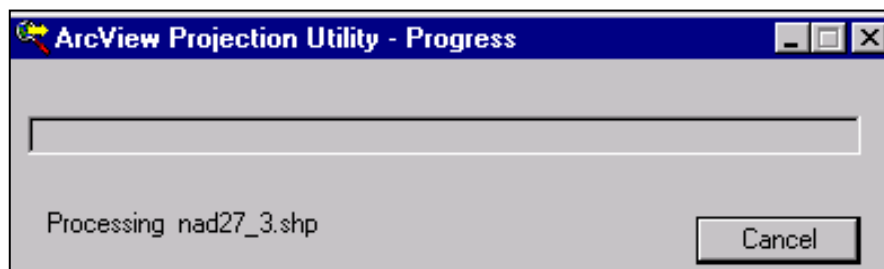 ArcView Projection Utility - Progress
Processing nad27_3.shp
Cancel